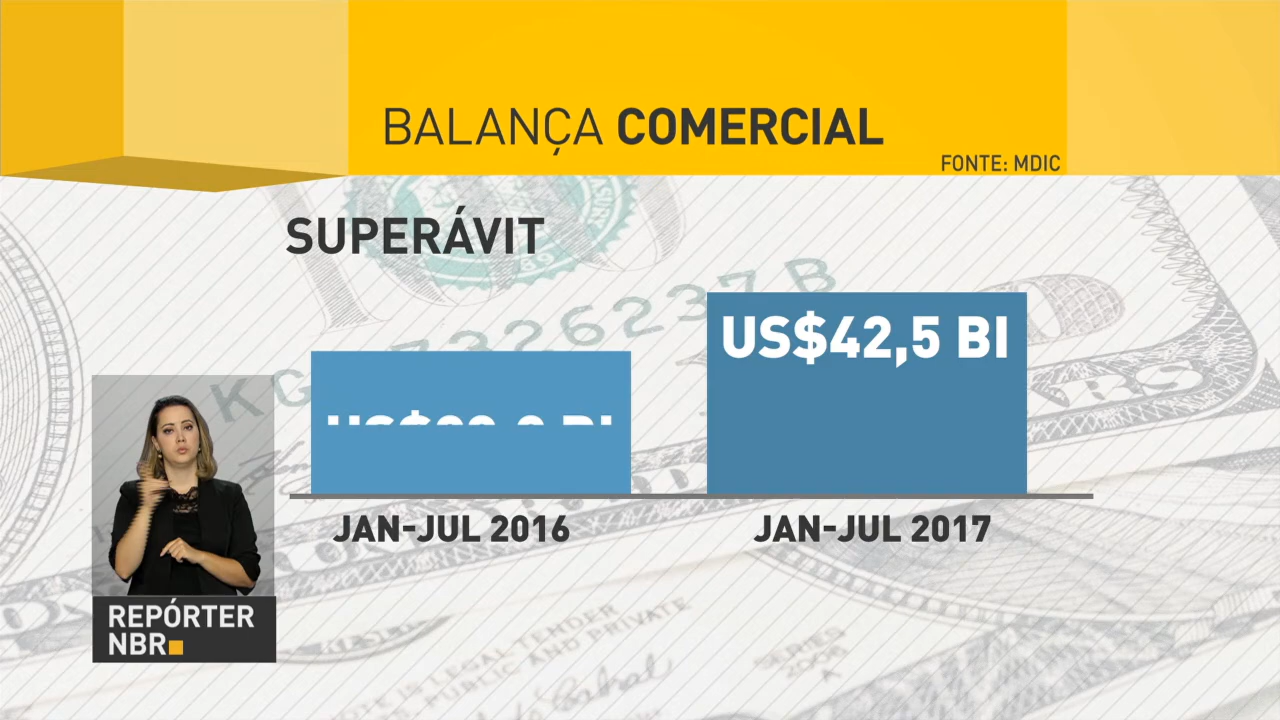 BALANÇA COMERCIAL
FONTE: MDIC
SUPERÁVIT
US$42,5 BI
JAN-JUL 2016
JAN-JUL 2017
REPÓRTER
NBR